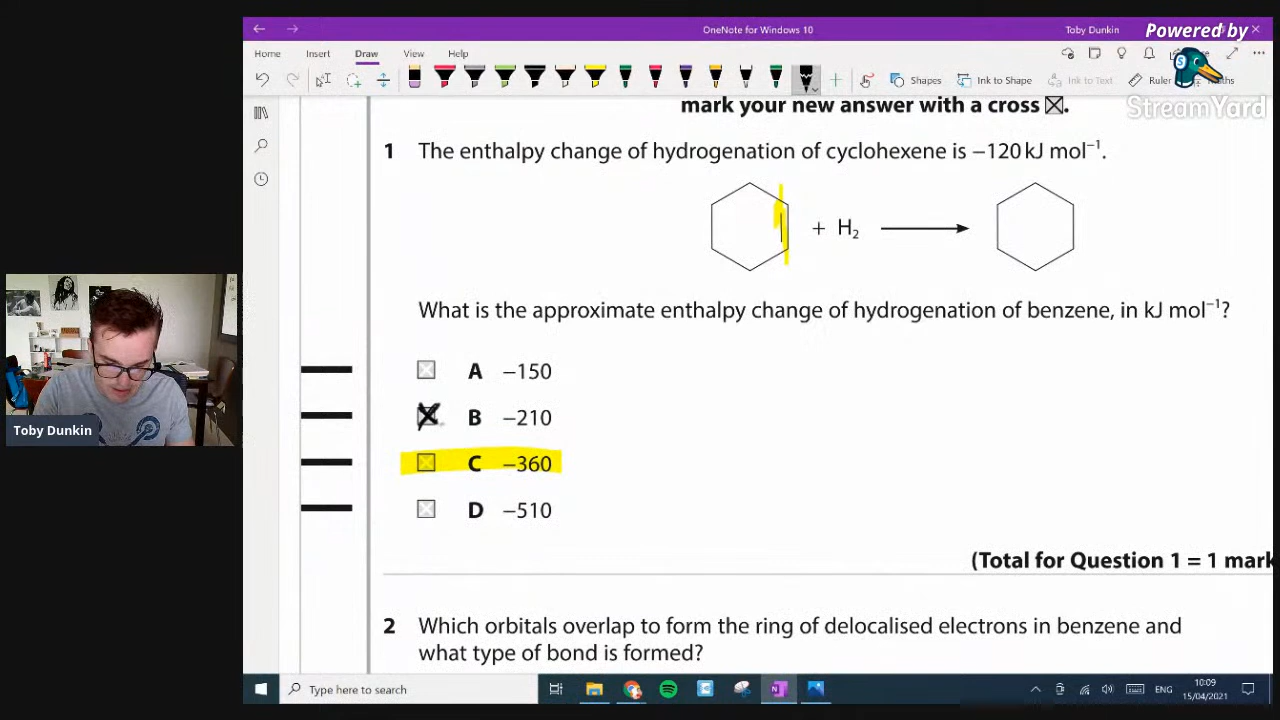 OneNote for Windows 10
Toby Dunkin
Powered by
StreamYard
Home Insert Draw View Help
Shapes Ink to Shape Ink to Text Ruler Maths
mark your new answer with a cross ☒.
1 The enthalpy change of hydrogenation of cyclohexene is −120 kJ mol⁻¹.
+ H₂
What is the approximate enthalpy change of hydrogenation of benzene, in kJ mol⁻¹?
A −150
B −210
C −360
D −510
(Total for Question 1 = 1 mark
2 Which orbitals overlap to form the ring of delocalised electrons in benzene and
what type of bond is formed?
Toby Dunkin
Type here to search
ENG
10:09
15/04/2021